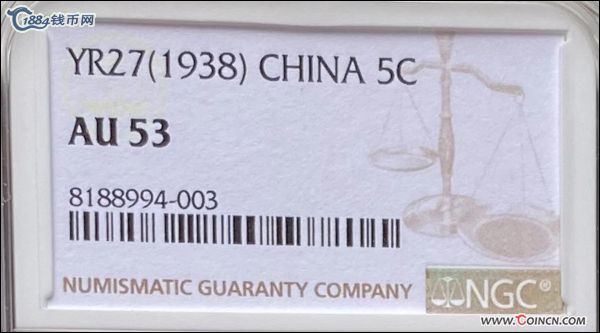 1884钱币网
YR27(1938) CHINA 5C
AU 53
8188994-003
NUMISMATIC GUARANTY COMPANY
NGC®
www.COINCN.com